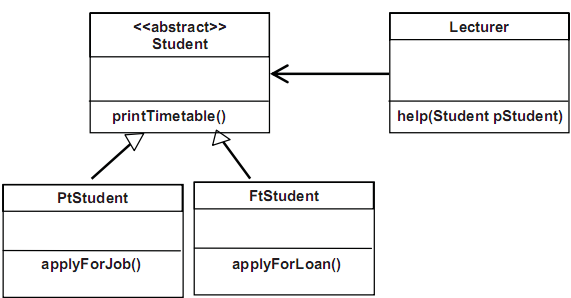 <<abstract>>
Student
printTimetable()
Lecturer
help(Student pStudent)
PtStudent
applyForJob()
FtStudent
applyForLoan()